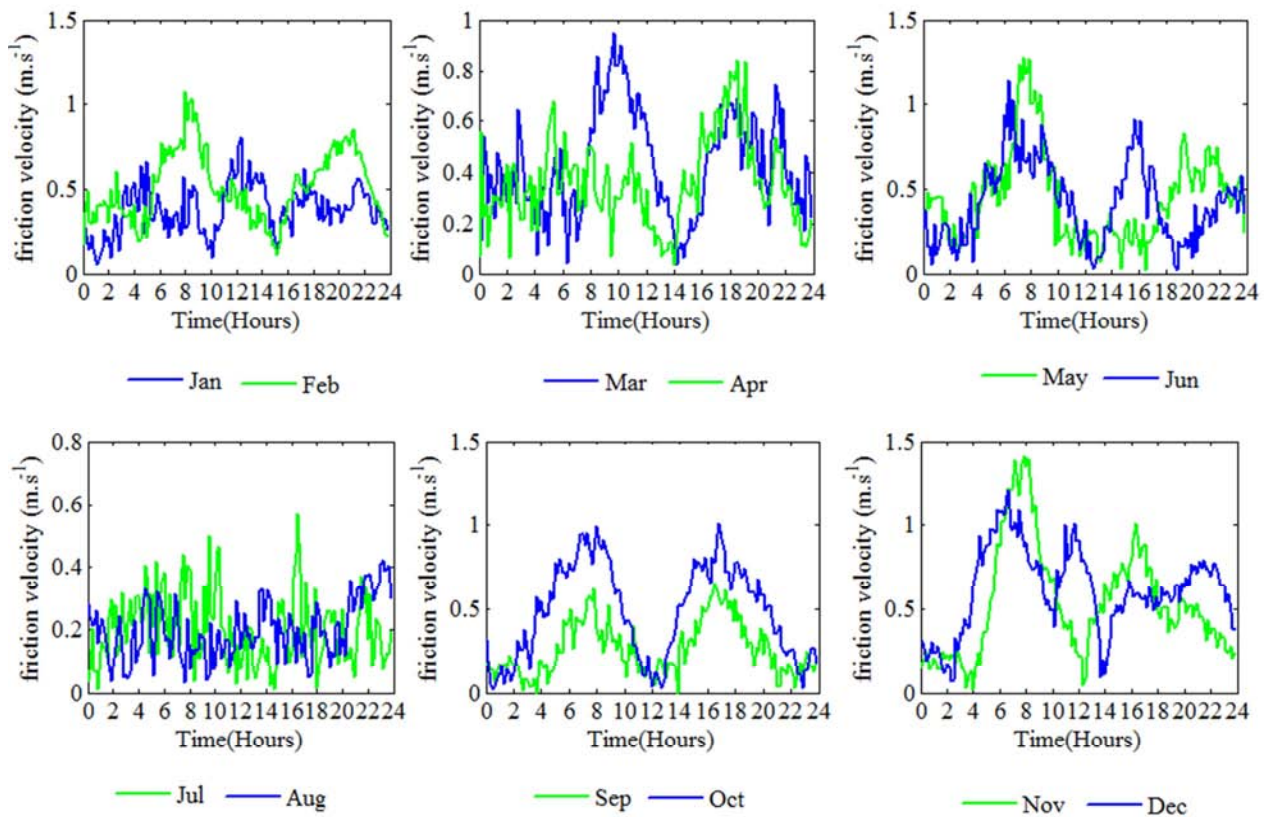 1.5
1
0.5
0
friction velocity (m.s-1)
0 2 4 6 8 10 12 14 16 18 20 22 24
Time(Hours)
Jan Feb
1
0.8
0.6
0.4
0.2
0
friction velocity (m.s-1)
0 2 4 6 8 10 12 14 16 18 20 22 24
Time(Hours)
Mar Apr
1.5
1
0.5
0
friction velocity (m.s-1)
0 2 4 6 8 10 12 14 16 18 20 22 24
Time(Hours)
May Jun
0.8
0.6
0.4
0.2
0
friction velocity (m.s-1)
0 2 4 6 8 10 12 14 16 18 20 22 24
Time(Hours)
Jul Aug
1.5
1
0.5
0
friction velocity (m.s-1)
0 2 4 6 8 10 12 14 16 18 20 22 24
Time(Hours)
Sep Oct
1.5
1
0.5
0
friction velocity (m.s-1)
0 2 4 6 8 10 12 14 16 18 20 22 24
Time(Hours)
Nov Dec